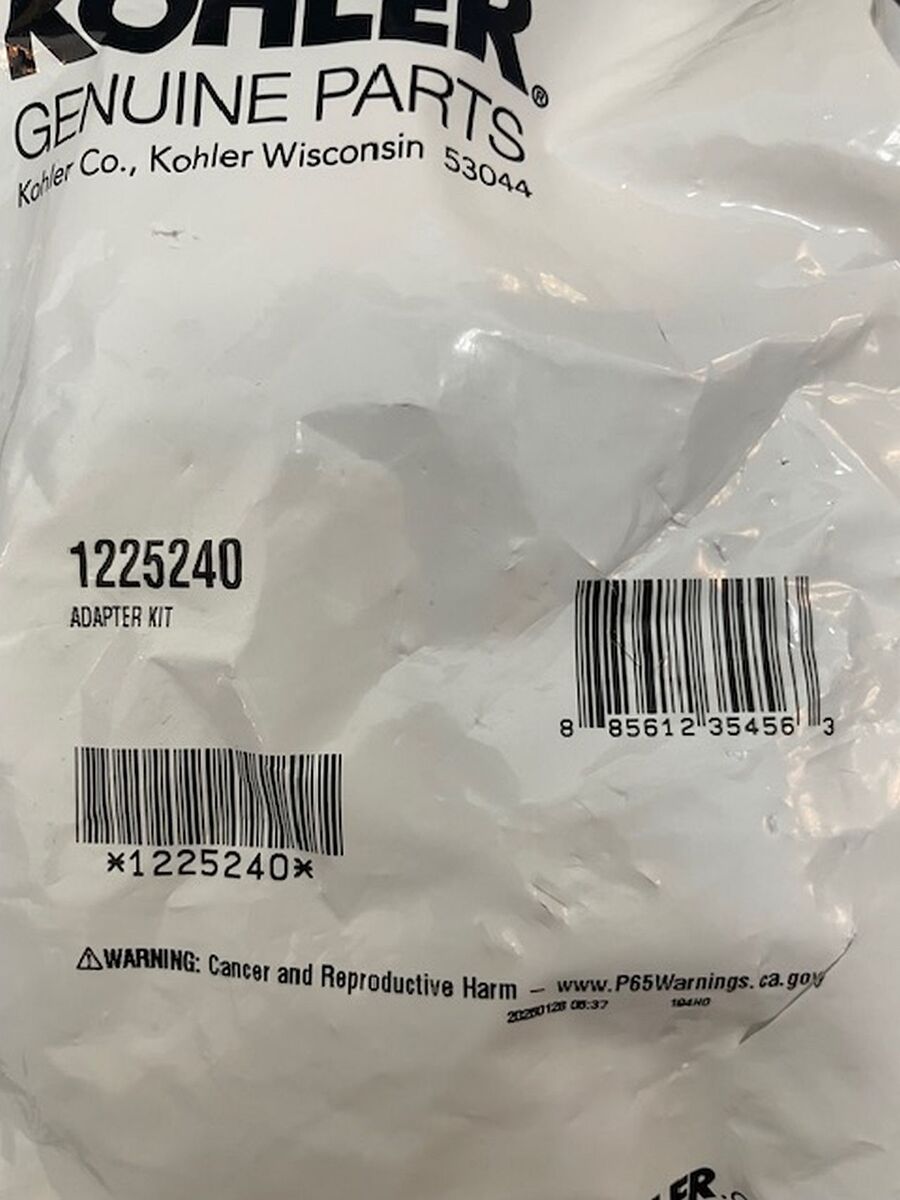 KOHLER®
GENUINE PARTS
Kohler Co., Kohler Wisconsin 53044
1225240
ADAPTER KIT
8 85612 35456 3
*1225240*
⚠WARNING: Cancer and Reproductive Harm – www.P65Warnings.ca.gov